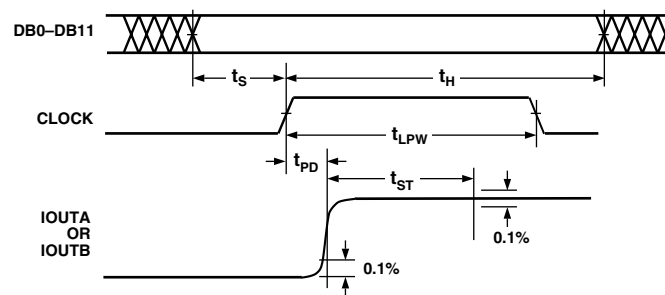 DB0–DB11
tS
tH
CLOCK
tLPW
tPD
tST
IOUTA
OR
IOUTB
0.1%
0.1%